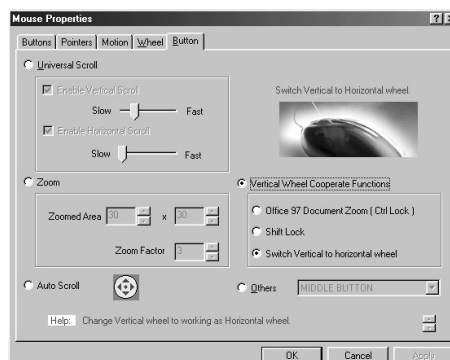 Mouse Properties
Buttons Pointers Motion Wheel Button
Universal Scroll
Enable Vertical Scroll
Slow Fast
Enable Horizontal Scroll
Slow Fast
Switch Vertical to Horizontal wheel.
Zoom
Zoomed Area 30 x 30
Zoom Factor 3
Vertical Wheel Cooperate Functions
Office 97 Document Zoom ( Ctrl Lock )
Shift Lock
Switch Vertical to horizontal wheel
Auto Scroll
Others MIDDLE BUTTON
Help: Change Vertical wheel to working as Horizontal wheel.
OK Cancel Apply